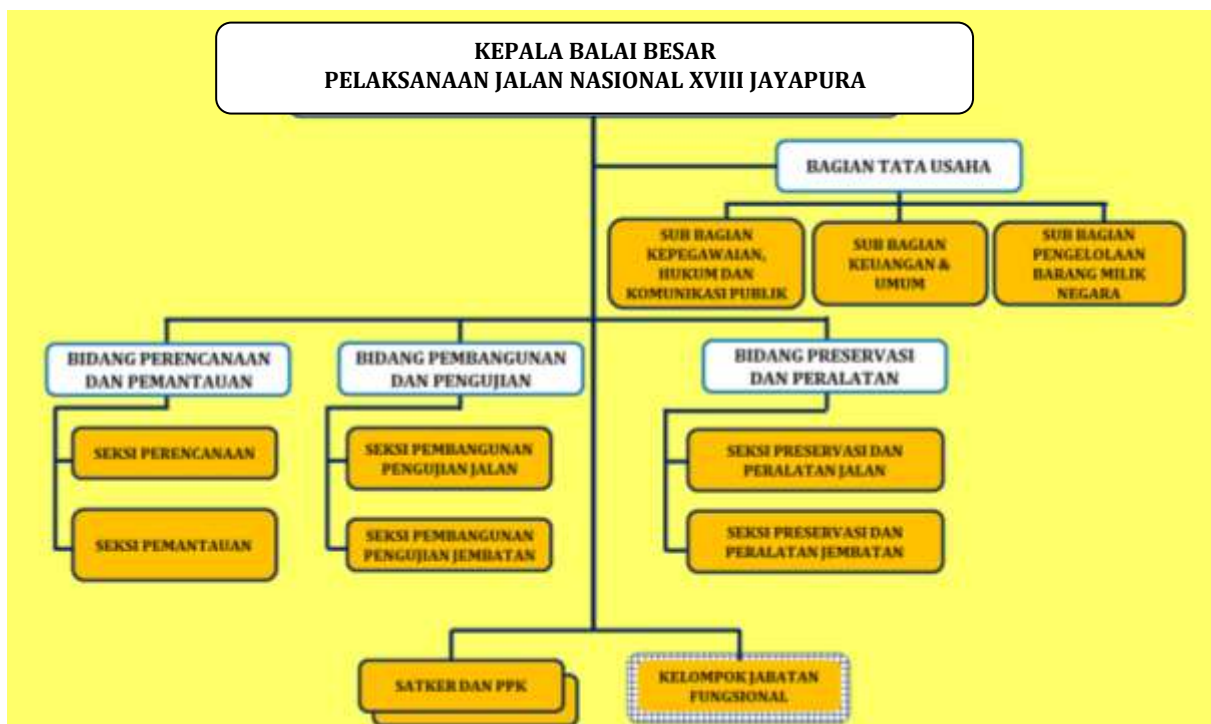 KEPALA BALAI BESAR
PELAKSANAAN JALAN NASIONAL XVIII JAYAPURA
BAGIAN TATA USAHA
SUB BAGIAN
KEPEGAWAIAN,
HUKUM DAN
KOMUNIKASI PUBLIK
SUB BAGIAN
KEUANGAN &
UMUM
SUB BAGIAN
PENGELOLAAN
BARANG MILIK
NEGARA
BIDANG PERENCANAAN
DAN PEMANTAUAN
BIDANG PEMBANGUNAN
DAN PENGUJIAN
BIDANG PRESERVASI
DAN PERALATAN
SEKSI PERENCANAAN
SEKSI PEMANTAUAN
SEKSI PEMBANGUNAN
PENGUJIAN JALAN
SEKSI PEMBANGUNAN
PENGUJIAN JEMBATAN
SEKSI PRESERVASI DAN
PERALATAN JALAN
SEKSI PRESERVASI DAN
PERALATAN JEMBATAN
SATKER DAN PPK
KELOMPOK JABATAN
FUNGSIONAL